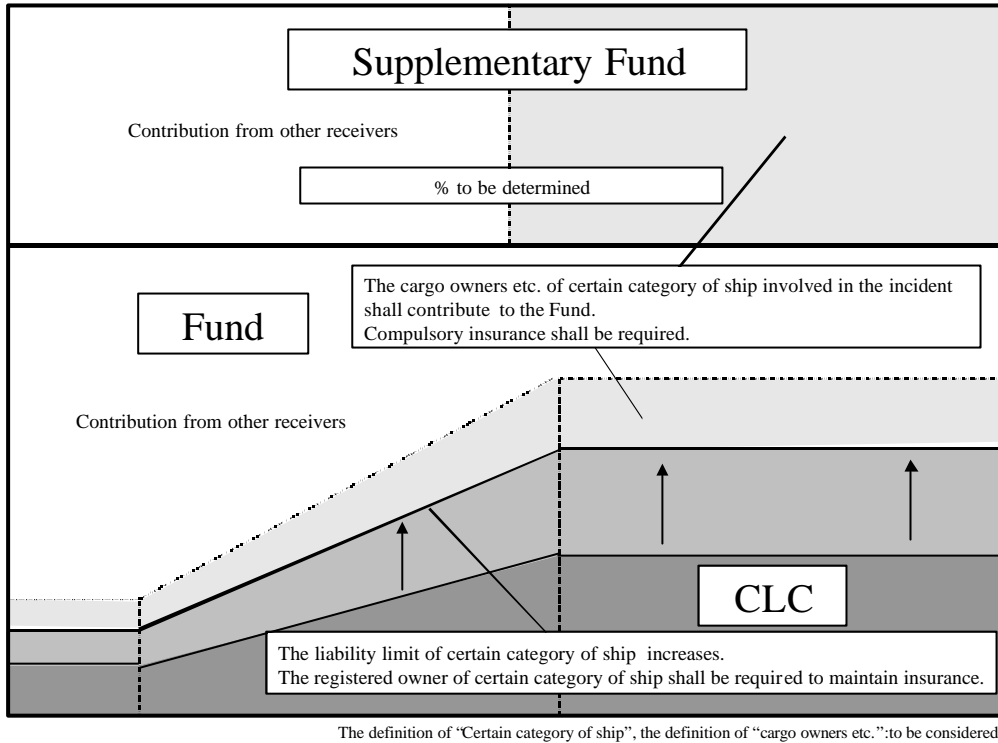 Supplementary Fund
Contribution from other receivers
% to be determined
The cargo owners etc. of certain category of ship involved in the incident
shall contribute to the Fund.
Compulsory insurance shall be required.
Fund
Contribution from other receivers
CLC
The liability limit of certain category of ship increases.
The registered owner of certain category of ship shall be required to maintain insurance.
The definition of “Certain category of ship”, the definition of “cargo owners etc.”:to be considered